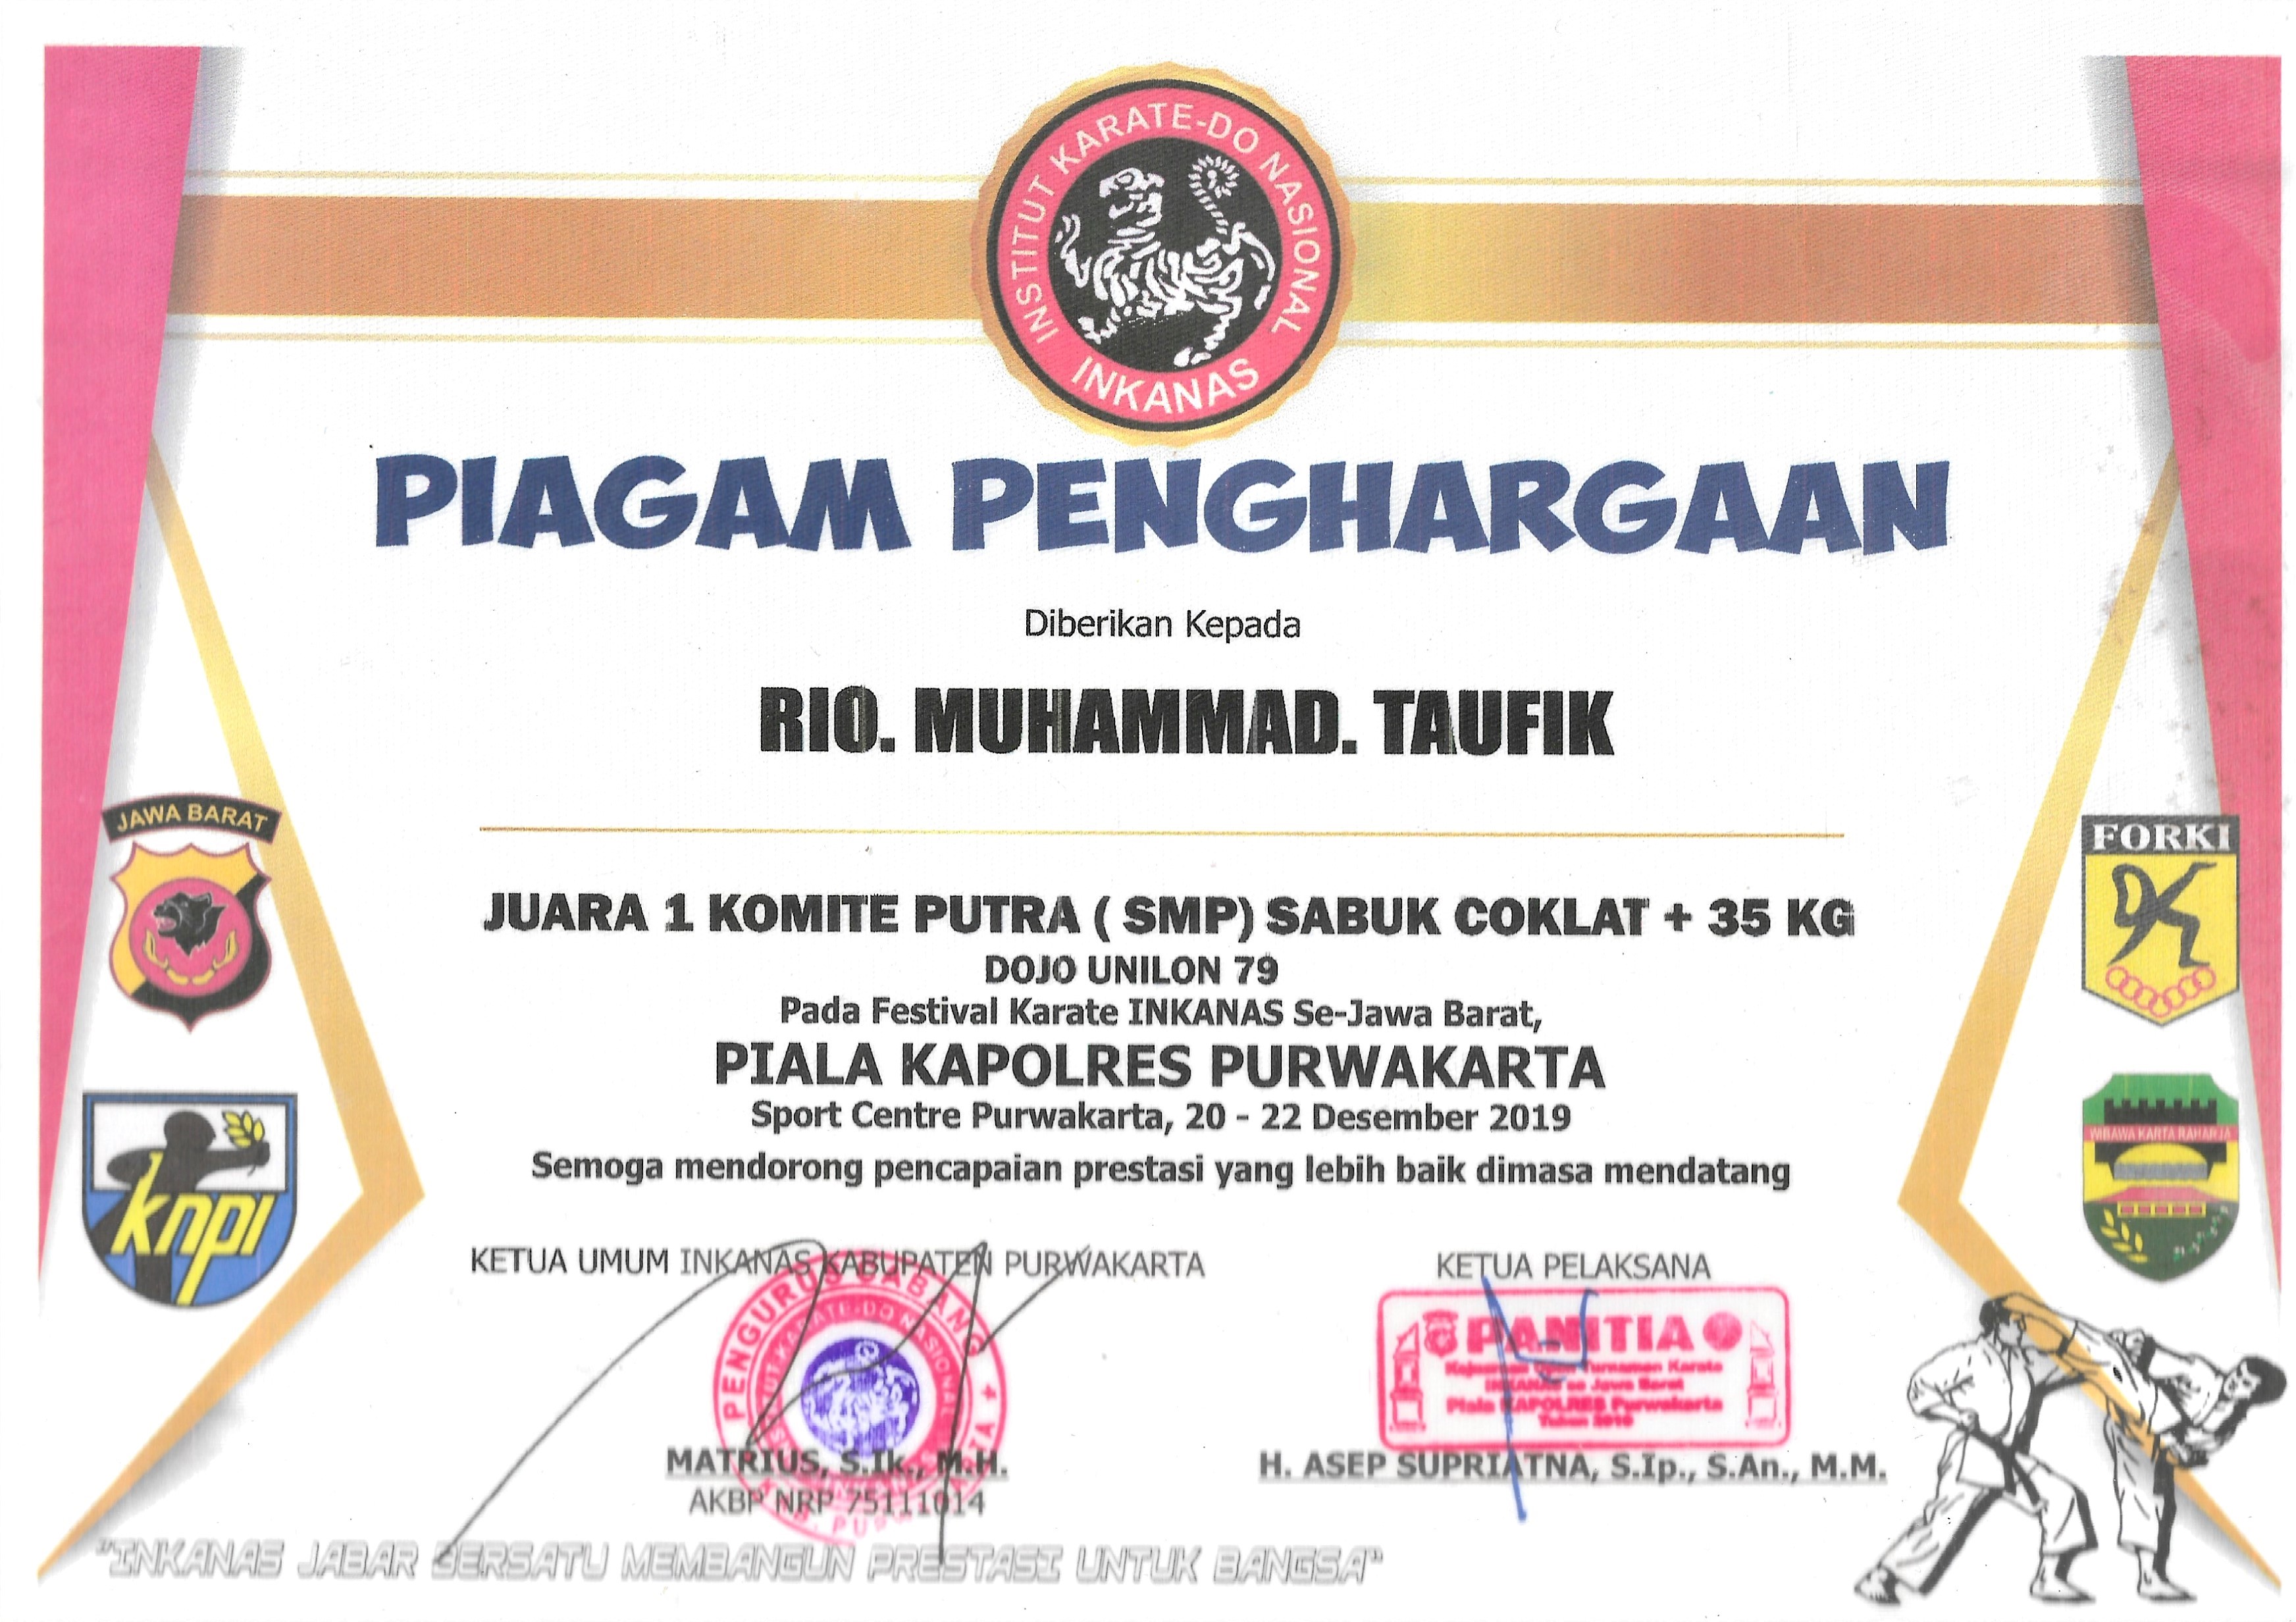 INSTITUT KARATE-DO NASIONAL
INKANAS
PIAGAM PENGHARGAAN
Diberikan Kepada
RIO. MUHAMMAD. TAUFIK
JAWA BARAT
FORKI
JUARA 1 KOMITE PUTRA ( SMP) SABUK COKLAT + 35 KG
DOJO UNILON 79
Pada Festival Karate INKANAS Se-Jawa Barat,
PIALA KAPOLRES PURWAKARTA
Sport Centre Purwakarta, 20 - 22 Desember 2019
Semoga mendorong pencapaian prestasi yang lebih baik dimasa mendatang
knpi
WIBAWA KARTA RAHARJA
KETUA UMUM INKANAS KABUPATEN PURWAKARTA
KETUA PELAKSANA
PENGURUS CABANG
KARATE-DO NASIONAL
PANITIA
Turnamen Karate
INKANAS se Jawa Barat
Piala KAPOLRES Purwakarta
Tahun
MATRIUS, S.Ik., M.H.
AKBP NRP 75111014
H. ASEP SUPRIATNA, S.Ip., S.An., M.M.
"INKANAS JABAR BERSATU MEMBANGUN PRESTASI UNTUK BANGSA"